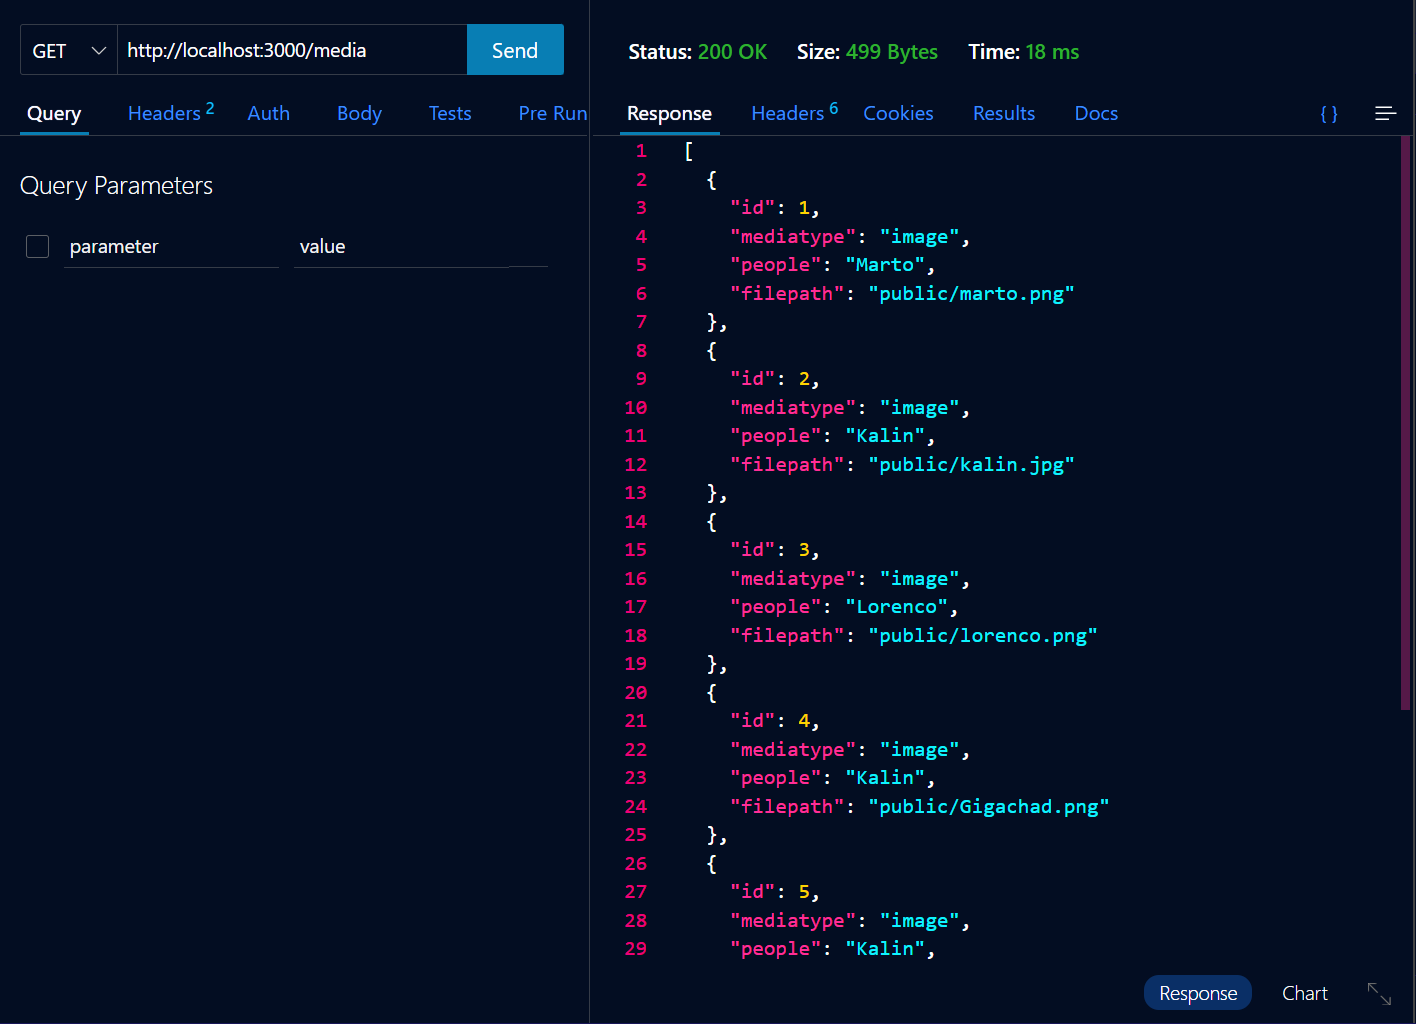 GET http://localhost:3000/media Send
Query Headers 2 Auth Body Tests Pre Run
Query Parameters
parameter value
Status: 200 OK Size: 499 Bytes Time: 18 ms
Response Headers 6 Cookies Results Docs { }
1 [
2 {
3 "id": 1,
4 "mediatype": "image",
5 "people": "Marto",
6 "filepath": "public/marto.png"
7 },
8 {
9 "id": 2,
10 "mediatype": "image",
11 "people": "Kalin",
12 "filepath": "public/kalin.jpg"
13 },
14 {
15 "id": 3,
16 "mediatype": "image",
17 "people": "Lorenco",
18 "filepath": "public/lorenco.png"
19 },
20 {
21 "id": 4,
22 "mediatype": "image",
23 "people": "Kalin",
24 "filepath": "public/Gigachad.png"
25 },
26 {
27 "id": 5,
28 "mediatype": "image",
29 "people": "Kalin",
Response Chart